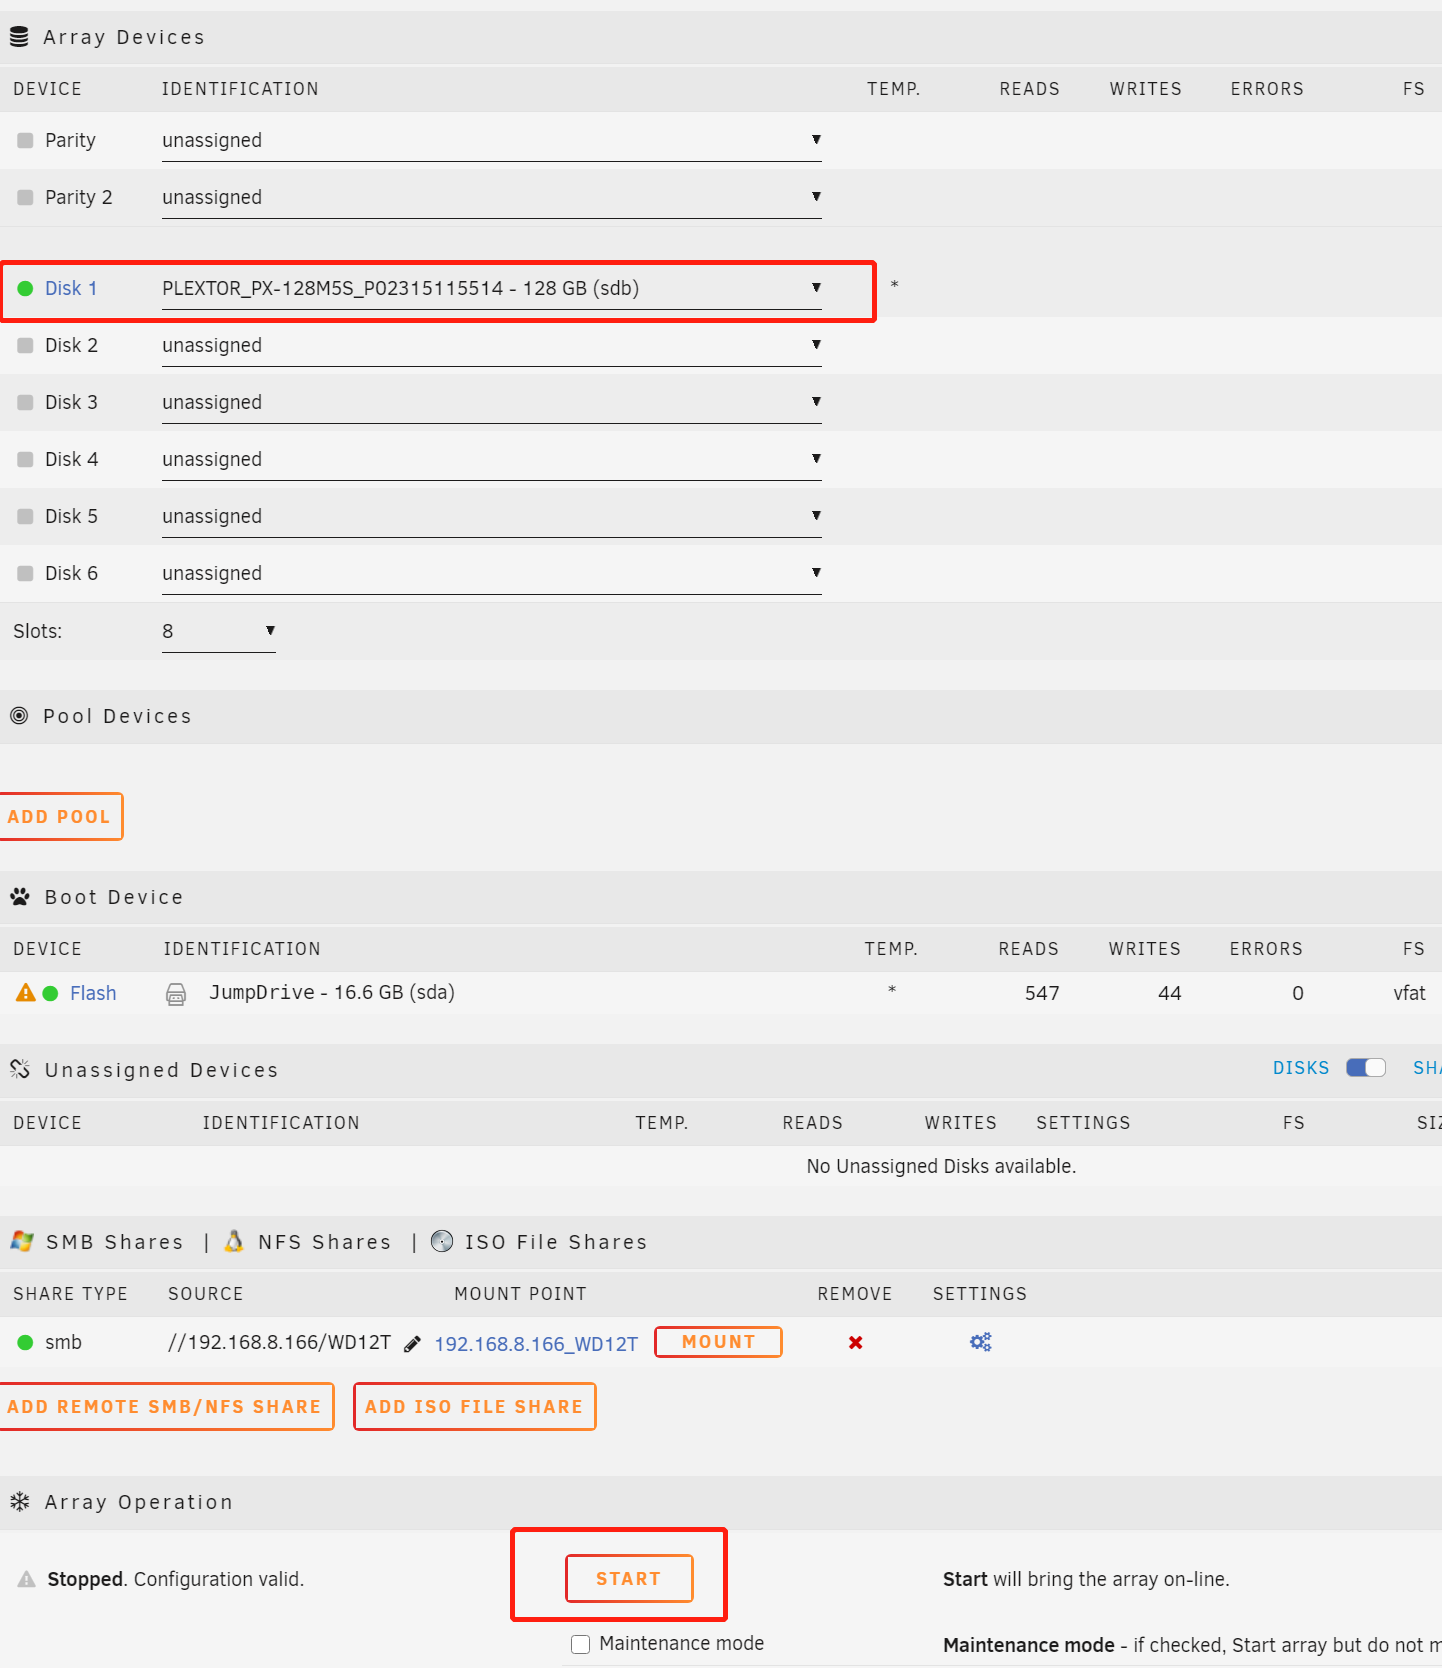 Array Devices
DEVICE IDENTIFICATION TEMP. READS WRITES ERRORS FS
Parity unassigned
Parity 2 unassigned
Disk 1 PLEXTOR_PX-128M5S_P02315115514 - 128 GB (sdb) *
Disk 2 unassigned
Disk 3 unassigned
Disk 4 unassigned
Disk 5 unassigned
Disk 6 unassigned
Slots: 8
Pool Devices
ADD POOL
Boot Device
DEVICE IDENTIFICATION TEMP. READS WRITES ERRORS FS
Flash JumpDrive - 16.6 GB (sda) * 547 44 0 vfat
Unassigned Devices DISKS SHA
DEVICE IDENTIFICATION TEMP. READS WRITES SETTINGS FS SIZ
No Unassigned Disks available.
SMB Shares | NFS Shares | ISO File Shares
SHARE TYPE SOURCE MOUNT POINT REMOVE SETTINGS
smb //192.168.8.166/WD12T 192.168.8.166_WD12T MOUNT
ADD REMOTE SMB/NFS SHARE ADD ISO FILE SHARE
Array Operation
Stopped. Configuration valid. START Start will bring the array on-line.
Maintenance mode Maintenance mode - if checked, Start array but do not m